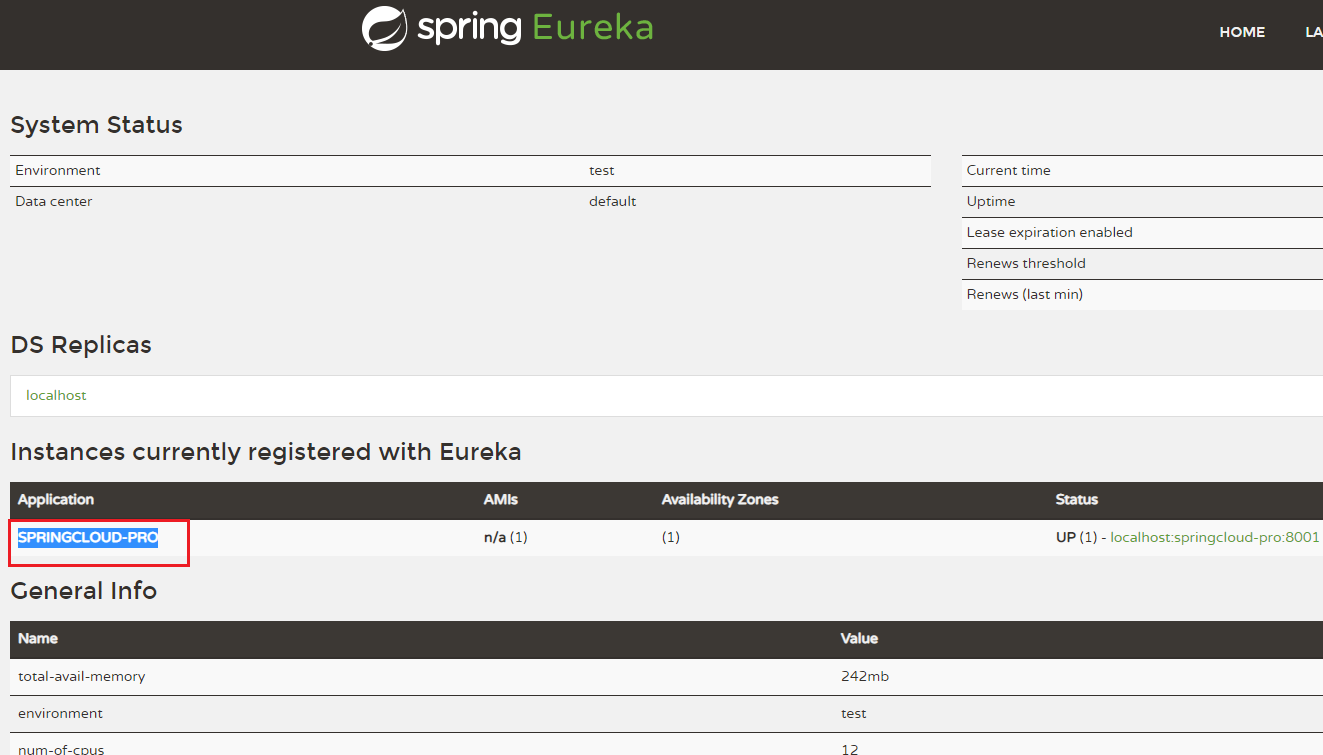 spring Eureka
HOME
LA
System Status
Environment test
Data center default
Current time
Uptime
Lease expiration enabled
Renews threshold
Renews (last min)
DS Replicas
localhost
Instances currently registered with Eureka
Application AMIs Availability Zones Status
SPRINGCLOUD-PRO n/a (1) (1) UP (1) - localhost:springcloud-pro:8001
General Info
Name Value
total-avail-memory 242mb
environment test
num-of-cpus 12